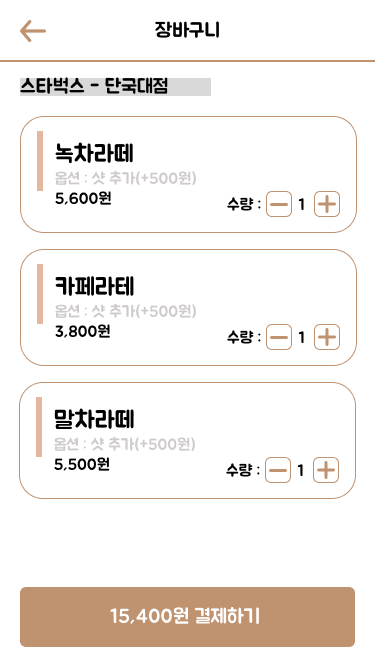 장바구니
스타벅스 - 단국대점
녹차라떼
옵션 : 샷 추가(+500원)
5,600원
수량 : 1
카페라테
옵션 : 샷 추가(+500원)
3,800원
수량 : 1
말차라떼
옵션 : 샷 추가(+500원)
5,500원
수량 : 1
15,400원 결제하기